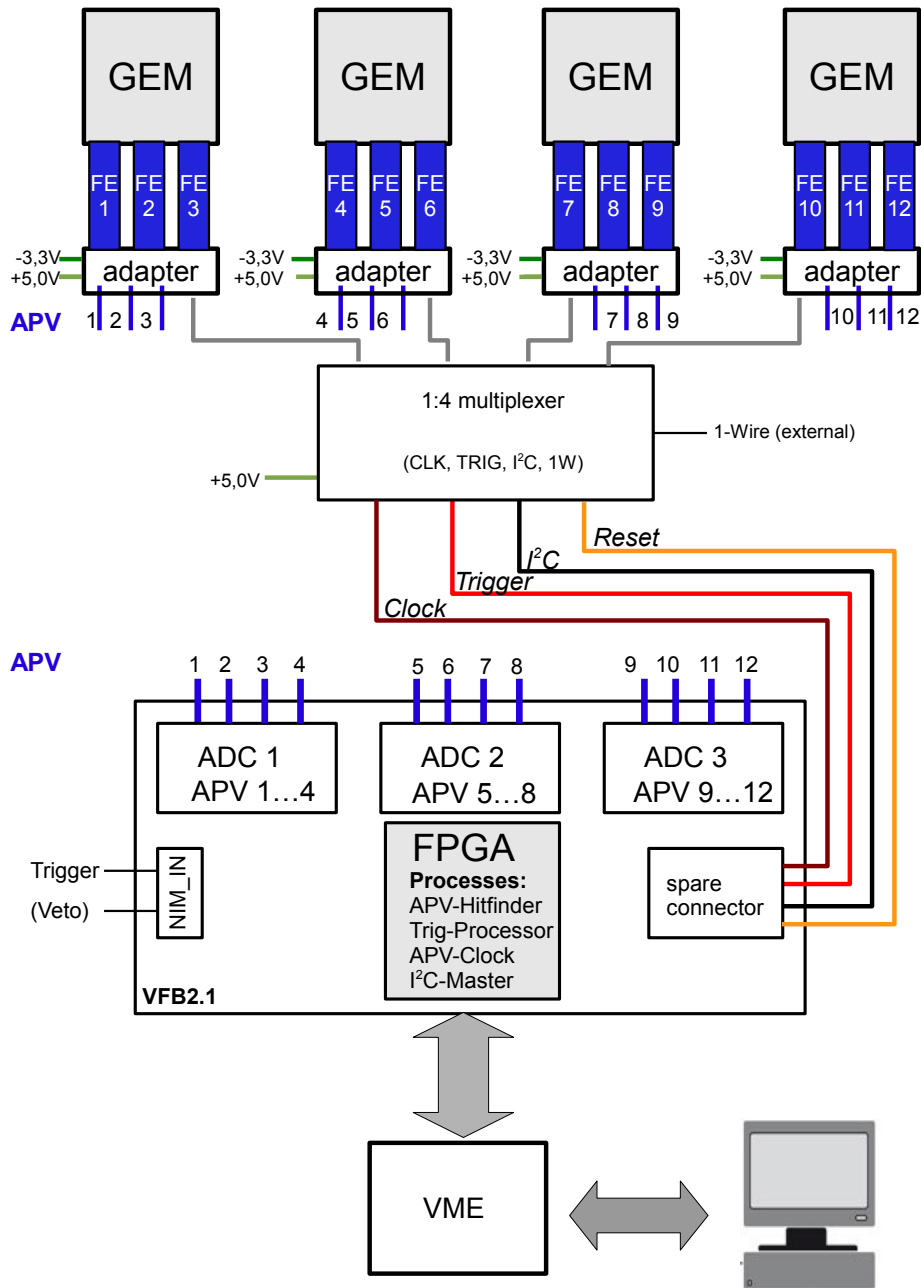 GEM GEM GEM GEM
FE 1 FE 2 FE 3 FE 4 FE 5 FE 6 FE 7 FE 8 FE 9 FE 10 FE 11 FE 12
-3,3V adapter -3,3V adapter -3,3V adapter -3,3V adapter
+5,0V +5,0V +5,0V +5,0V
APV 1 2 3 4 5 6 7 8 9 10 11 12
1:4 multiplexer
1-Wire (external)
(CLK, TRIG, I²C, 1W)
+5,0V
Reset
I²C
Trigger
Clock
APV 1 2 3 4 5 6 7 8 9 10 11 12
ADC 1 ADC 2 ADC 3
APV 1…4 APV 5…8 APV 9…12
FPGA
Processes:
APV-Hitfinder
Trig-Processor
APV-Clock
I²C-Master
Trigger
(Veto)
NIM_IN
spare
connector
VFB2.1
VME